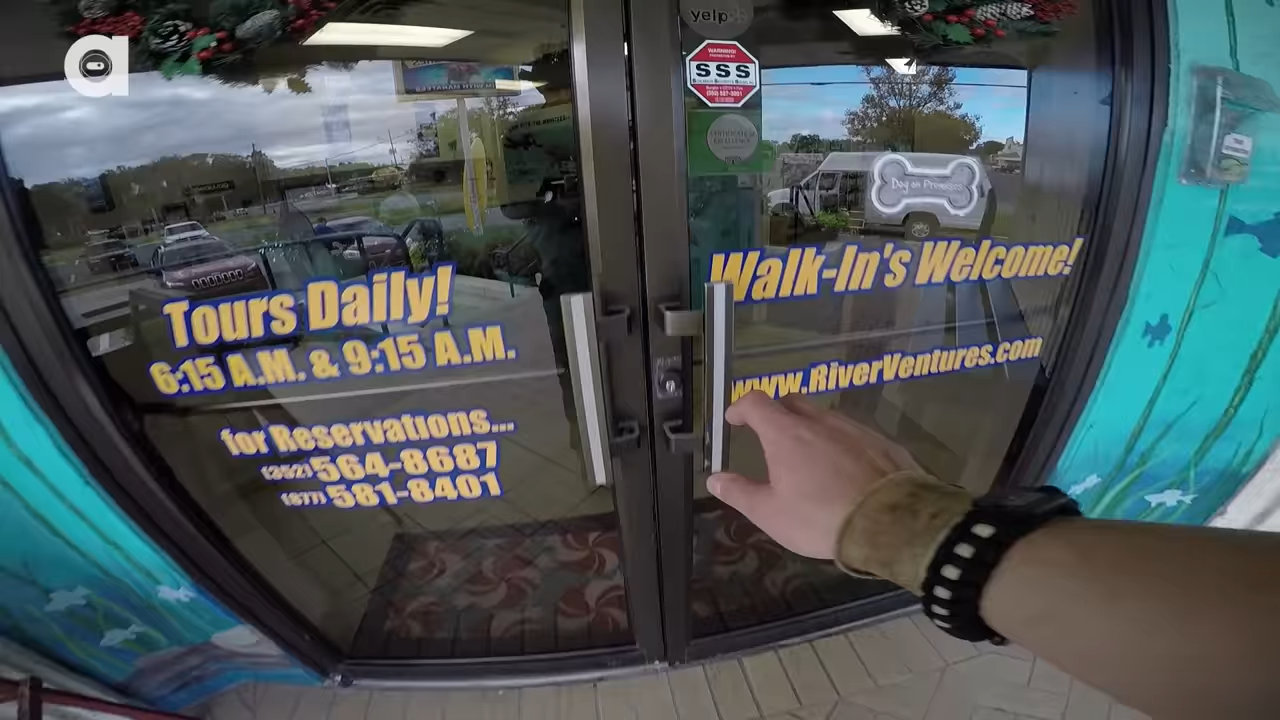 yelp
WARNING!
SSS
Dog on Premises
Tours Daily!
6:15 A.M. & 9:15 A.M.
for Reservations...
(352) 564-8687
(877) 581-8401
Walk-In's Welcome!
www.RiverVentures.com